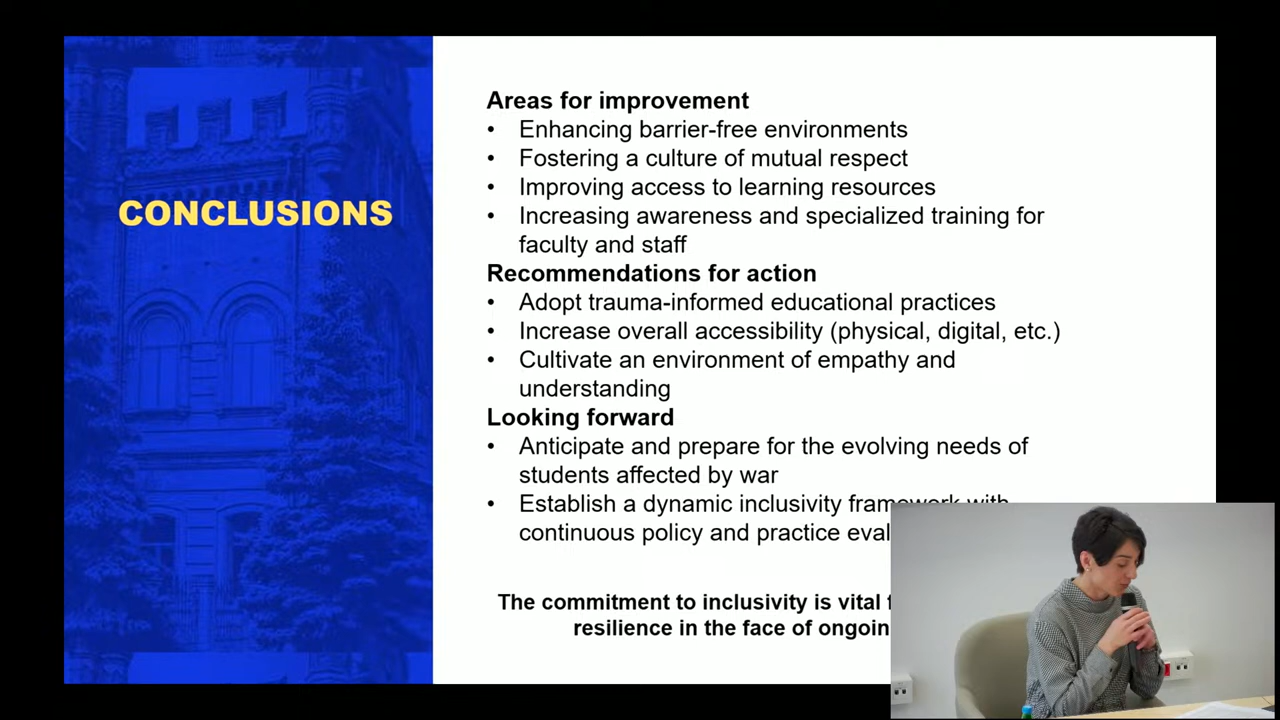 CONCLUSIONS
Areas for improvement
• Enhancing barrier-free environments
• Fostering a culture of mutual respect
• Improving access to learning resources
• Increasing awareness and specialized training for
faculty and staff
Recommendations for action
• Adopt trauma-informed educational practices
• Increase overall accessibility (physical, digital, etc.)
• Cultivate an environment of empathy and
understanding
Looking forward
• Anticipate and prepare for the evolving needs of
students affected by war
• Establish a dynamic inclusivity framework with
continuous policy and practice
The commitment to inclusivity is vital
resilience in the face of